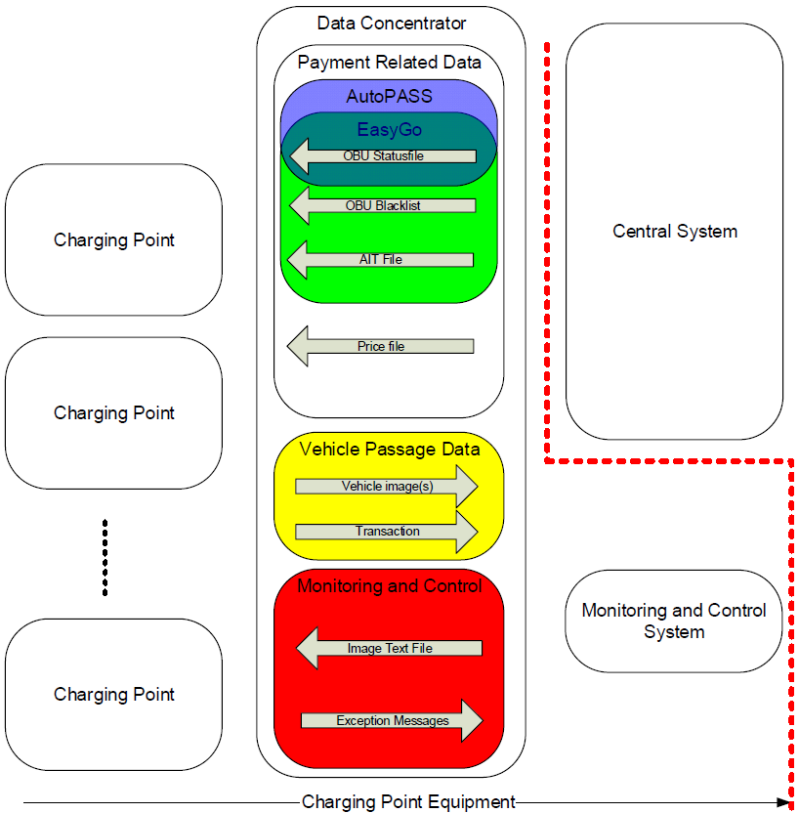 Data Concentrator
Payment Related Data
AutoPASS
EasyGo
OBU Statusfile
OBU Blacklist
AIT File
Price file
Vehicle Passage Data
Vehicle image(s)
Transaction
Monitoring and Control
Image Text File
Exception Messages
Charging Point
Charging Point
Charging Point
Central System
Monitoring and Control
System
Charging Point Equipment